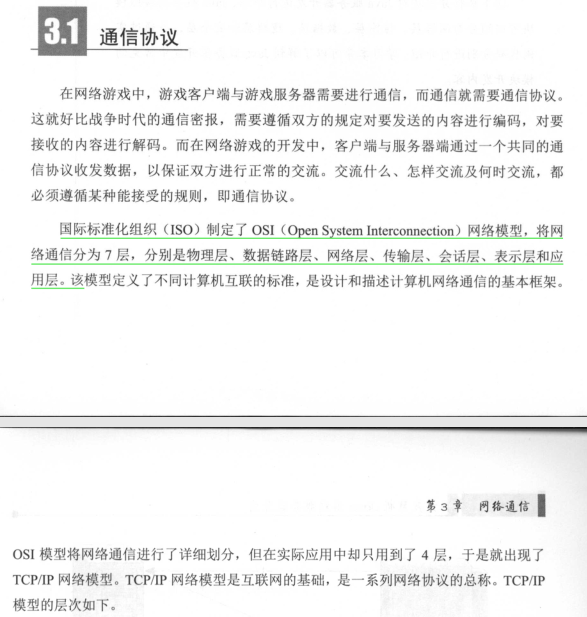 3.1 通信协议
在网络游戏中，游戏客户端与游戏服务器需要进行通信，而通信就需要通信协议。
这就好比战争时代的通信密报，需要遵循双方的规定对要发送的内容进行编码，对要
接收的内容进行解码。而在网络游戏的开发中，客户端与服务器端通过一个共同的通
信协议收发数据，以保证双方进行正常的交流。交流什么、怎样交流及何时交流，都
必须遵循某种能接受的规则，即通信协议。
国际标准化组织（ISO）制定了 OSI（Open System Interconnection）网络模型，将网
络通信分为 7 层，分别是物理层、数据链路层、网络层、传输层、会话层、表示层和应
用层。该模型定义了不同计算机互联的标准，是设计和描述计算机网络通信的基本框架。
第 3 章 网络通信
OSI 模型将网络通信进行了详细划分，但在实际应用中却只用到了 4 层，于是就出现了
TCP/IP 网络模型。TCP/IP 网络模型是互联网的基础，是一系列网络协议的总称。TCP/IP
模型的层次如下。